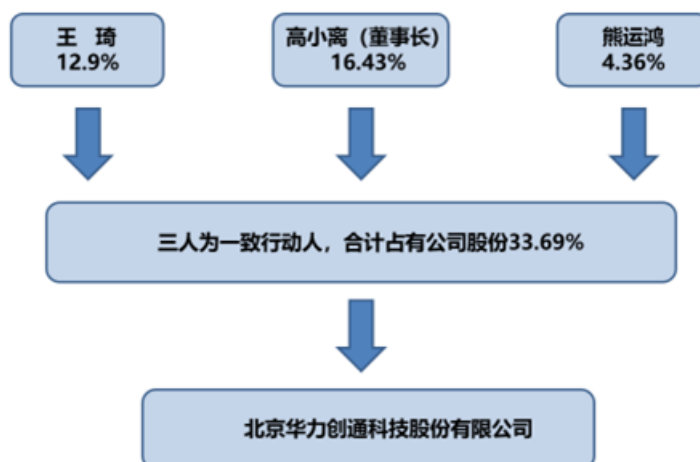 王 琦
12.9%
高小离（董事长）
16.43%
熊运鸿
4.36%
三人为一致行动人，合计占有公司股份33.69%
北京华力创通科技股份有限公司